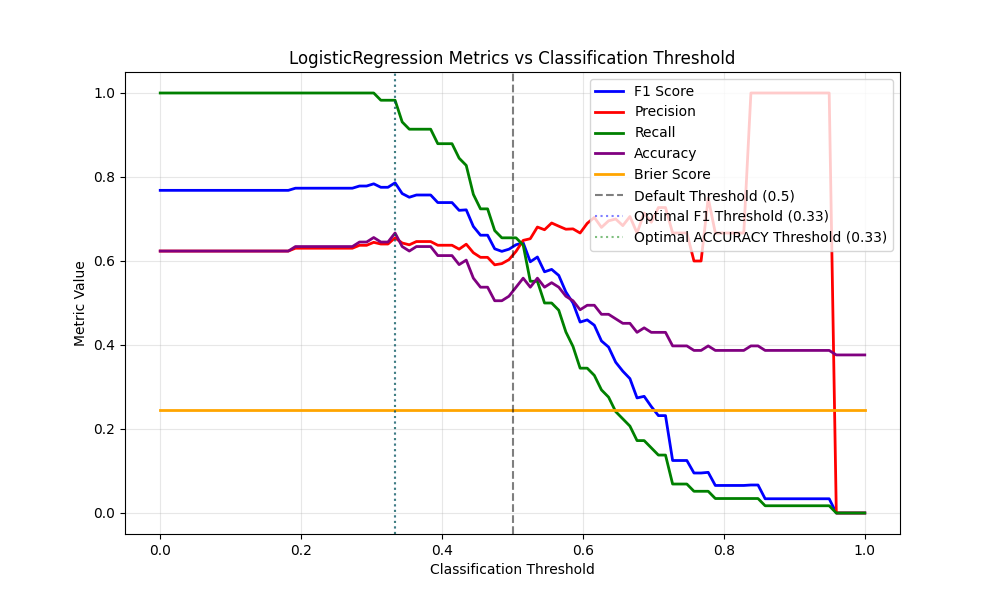 LogisticRegression Metrics vs Classification Threshold
1.0
0.8
0.6
0.4
0.2
0.0
Metric Value
F1 Score
Precision
Recall
Accuracy
Brier Score
Default Threshold (0.5)
Optimal F1 Threshold (0.33)
Optimal ACCURACY Threshold (0.33)
0.0
0.2
0.4
0.6
0.8
1.0
Classification Threshold